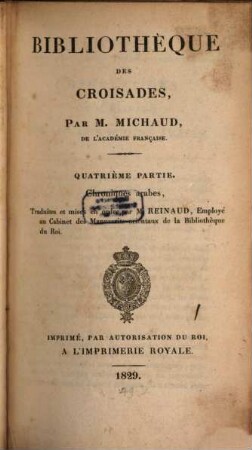 BIBLIOTHÈQUE
DES
CROISADES,
PAR M. MICHAUD,
DE L'ACADÉMIE FRANÇAISE.
QUATRIÈME PARTIE.
Chroniques arabes,
Traduites et mises en par M. REINAUD, Employé
au Cabinet des Manuscrits orientaux de la Bibliothèque
du Roi.
IMPRIMÉ, PAR AUTORISATION DU ROI,
A L'IMPRIMERIE ROYALE.
1829.